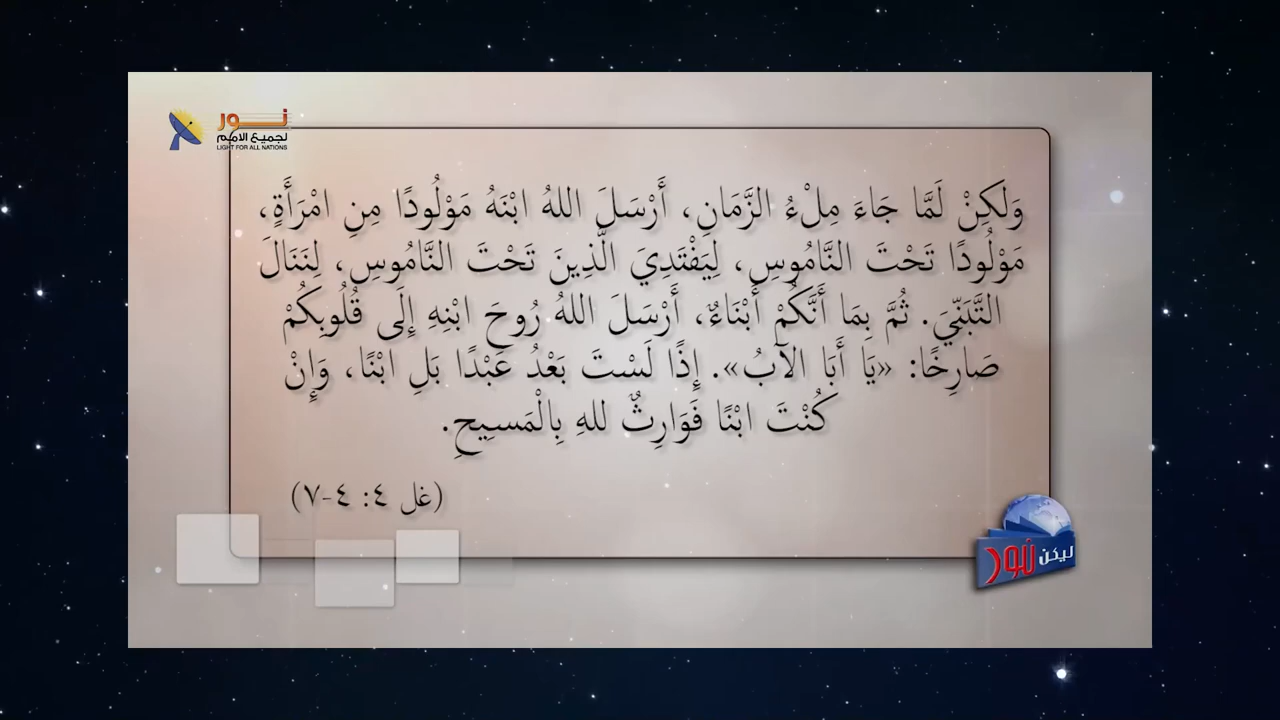 نور
لجميع الامم
LIGHT FOR ALL NATIONS
وَلَكِنْ لَمَّا جَاءَ مِلْءُ الزَّمَانِ، أَرْسَلَ اللهُ ابْنَهُ مَوْلُودًا مِنِ امْرَأَةٍ،
مَوْلُودًا تَحْتَ النَّامُوسِ، لِيَفْتَدِيَ الَّذِينَ تَحْتَ النَّامُوسِ، لِنَنَالَ
التَّبَنِّيَ. ثُمَّ بِمَا أَنَّكُمْ أَبْنَاءٌ، أَرْسَلَ اللهُ رُوحَ ابْنِهِ إِلَى قُلُوبِكُمْ
صَارِخًا: «يَا أَبَا الآبُ». إِذًا لَسْتَ بَعْدُ عَبْدًا بَلِ ابْنًا، وَإِنْ
كُنْتَ ابْنًا فَوَارِثٌ للهِ بِالْمَسِيحِ.
(غل ٤: ٤-٧)
ليكن نور